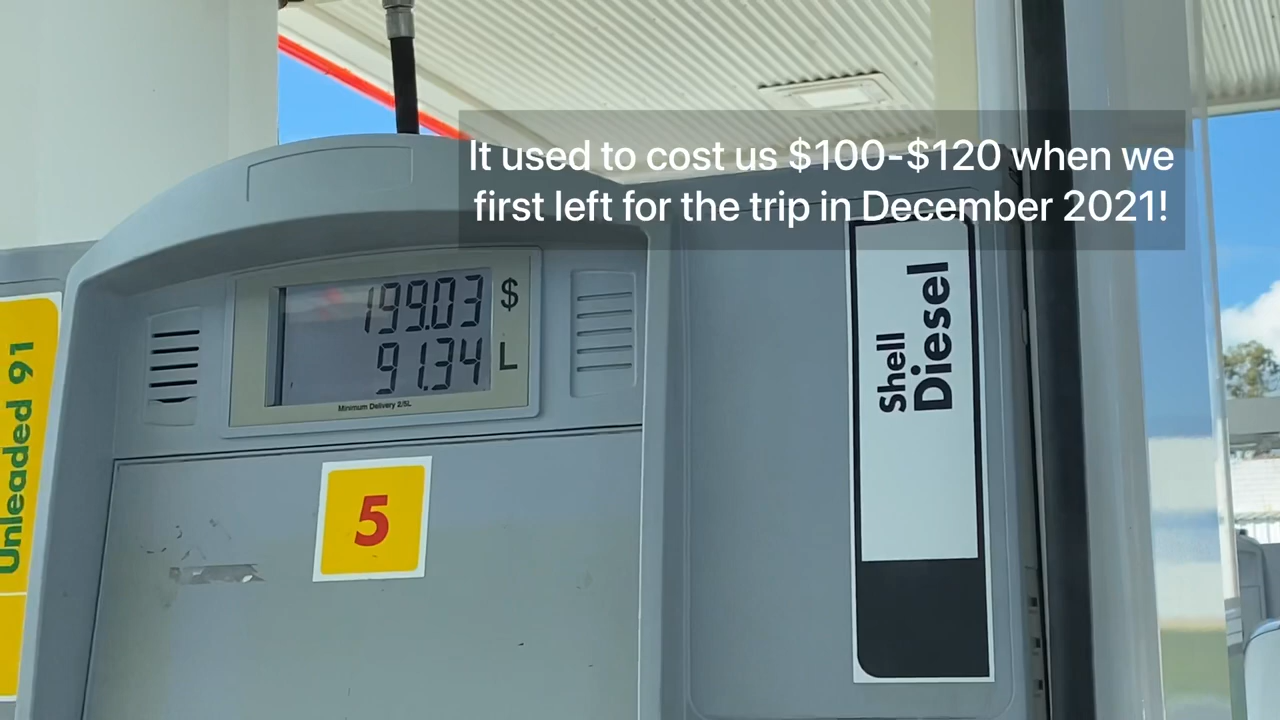 It used to cost us $100-$120 when we
first left for the trip in December 2021!
199.03 $
91.34 L
Minimum Delivery 2/5L
5
Unleaded 91
Shell
Diesel